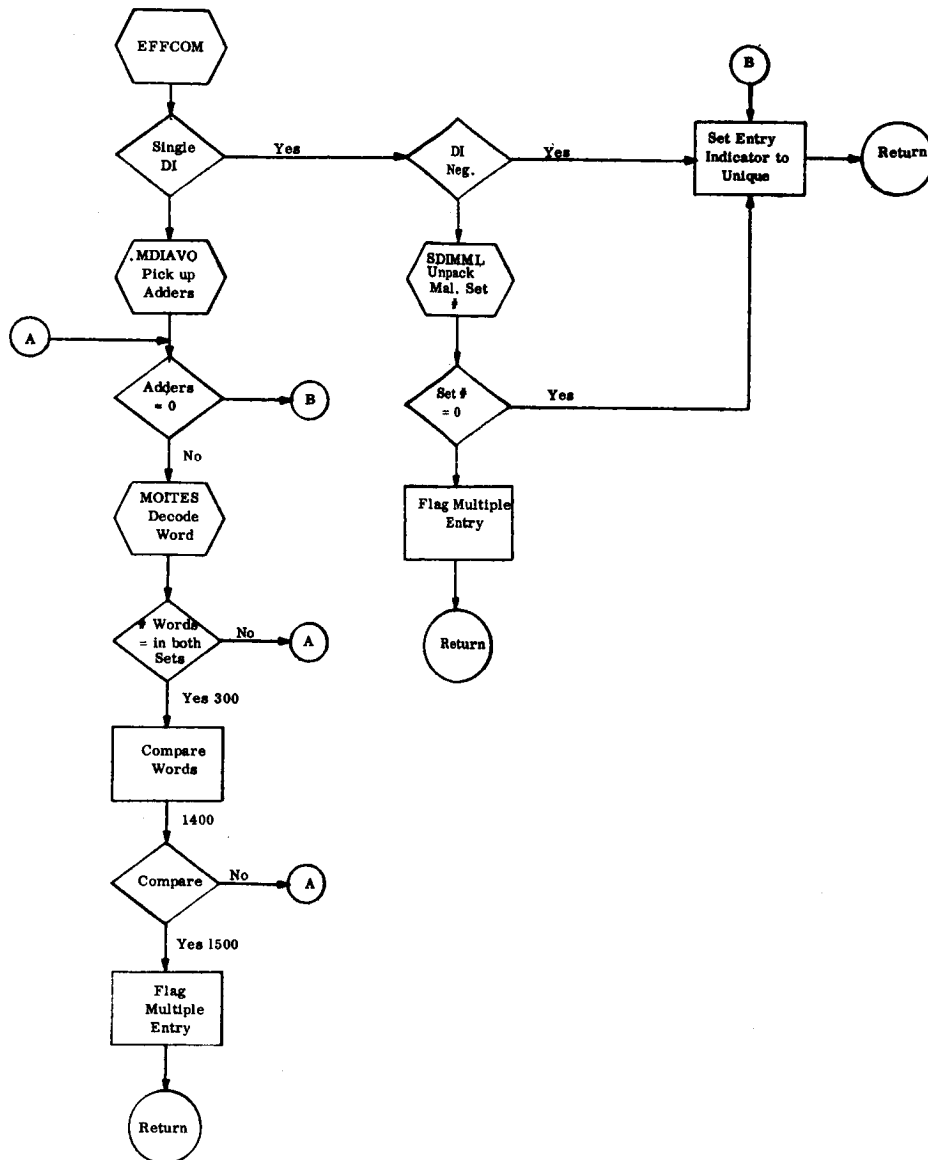 EFFCOM
B
Single
DI
Yes
DI
Neg.
Yes
Set Entry
Indicator to
Unique
Return
MDIAVO
Pick up
Adders
SDIMML
Unpack
Mal. Set
#
A
Adders
= 0
B
Set #
= 0
Yes
No
MOITES
Decode
Word
Flag Multiple
Entry
# Words
= in both
Sets
No
A
Return
Yes 300
Compare
Words
1400
Compare
No
A
Yes 1500
Flag
Multiple
Entry
Return